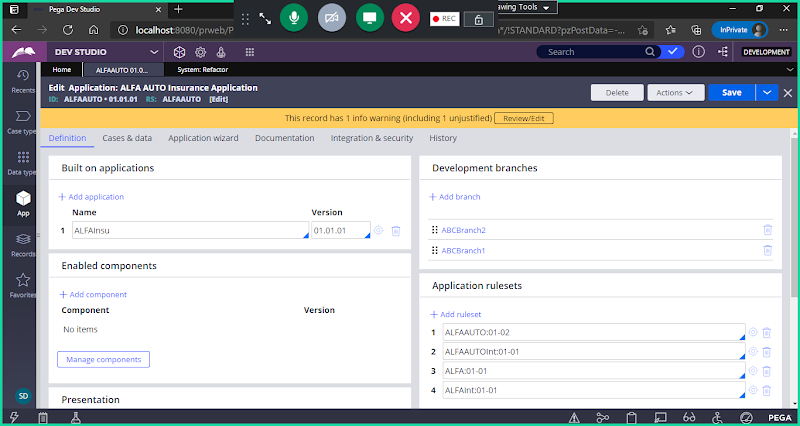 Pega Dev Studio
awing Tools
REC
localhost:8080/prweb/P
*/!STANDARD?pzPostData=-...
InPrivate
DEV STUDIO
Search
DEVELOPMENT
Recents
Case type
Data type
App
Records
Favorite
SD
Home
ALFAAUTO 01.0...
System: Refactor
Edit Application: ALFA AUTO Insurance Application
ID: ALFAAUTO • 01.01.01 RS: ALFAAUTO [Edit]
Delete
Actions
Save
This record has 1 info warning (including 1 unjustified)
Review/Edit
Definition
Cases & data
Application wizard
Documentation
Integration & security
History
Built on applications
+ Add application
Name
Version
1
ALFAInsu
01.01.01
Enabled components
+ Add component
Component
Version
No items
Manage components
Presentation
Development branches
+ Add branch
ABCBranch2
ABCBranch1
Application rulesets
+ Add ruleset
1 ALFAAUTO:01-02
2 ALFAAUTOInt:01-01
3 ALFA:01-01
4 ALFAInt:01-01
PEGA